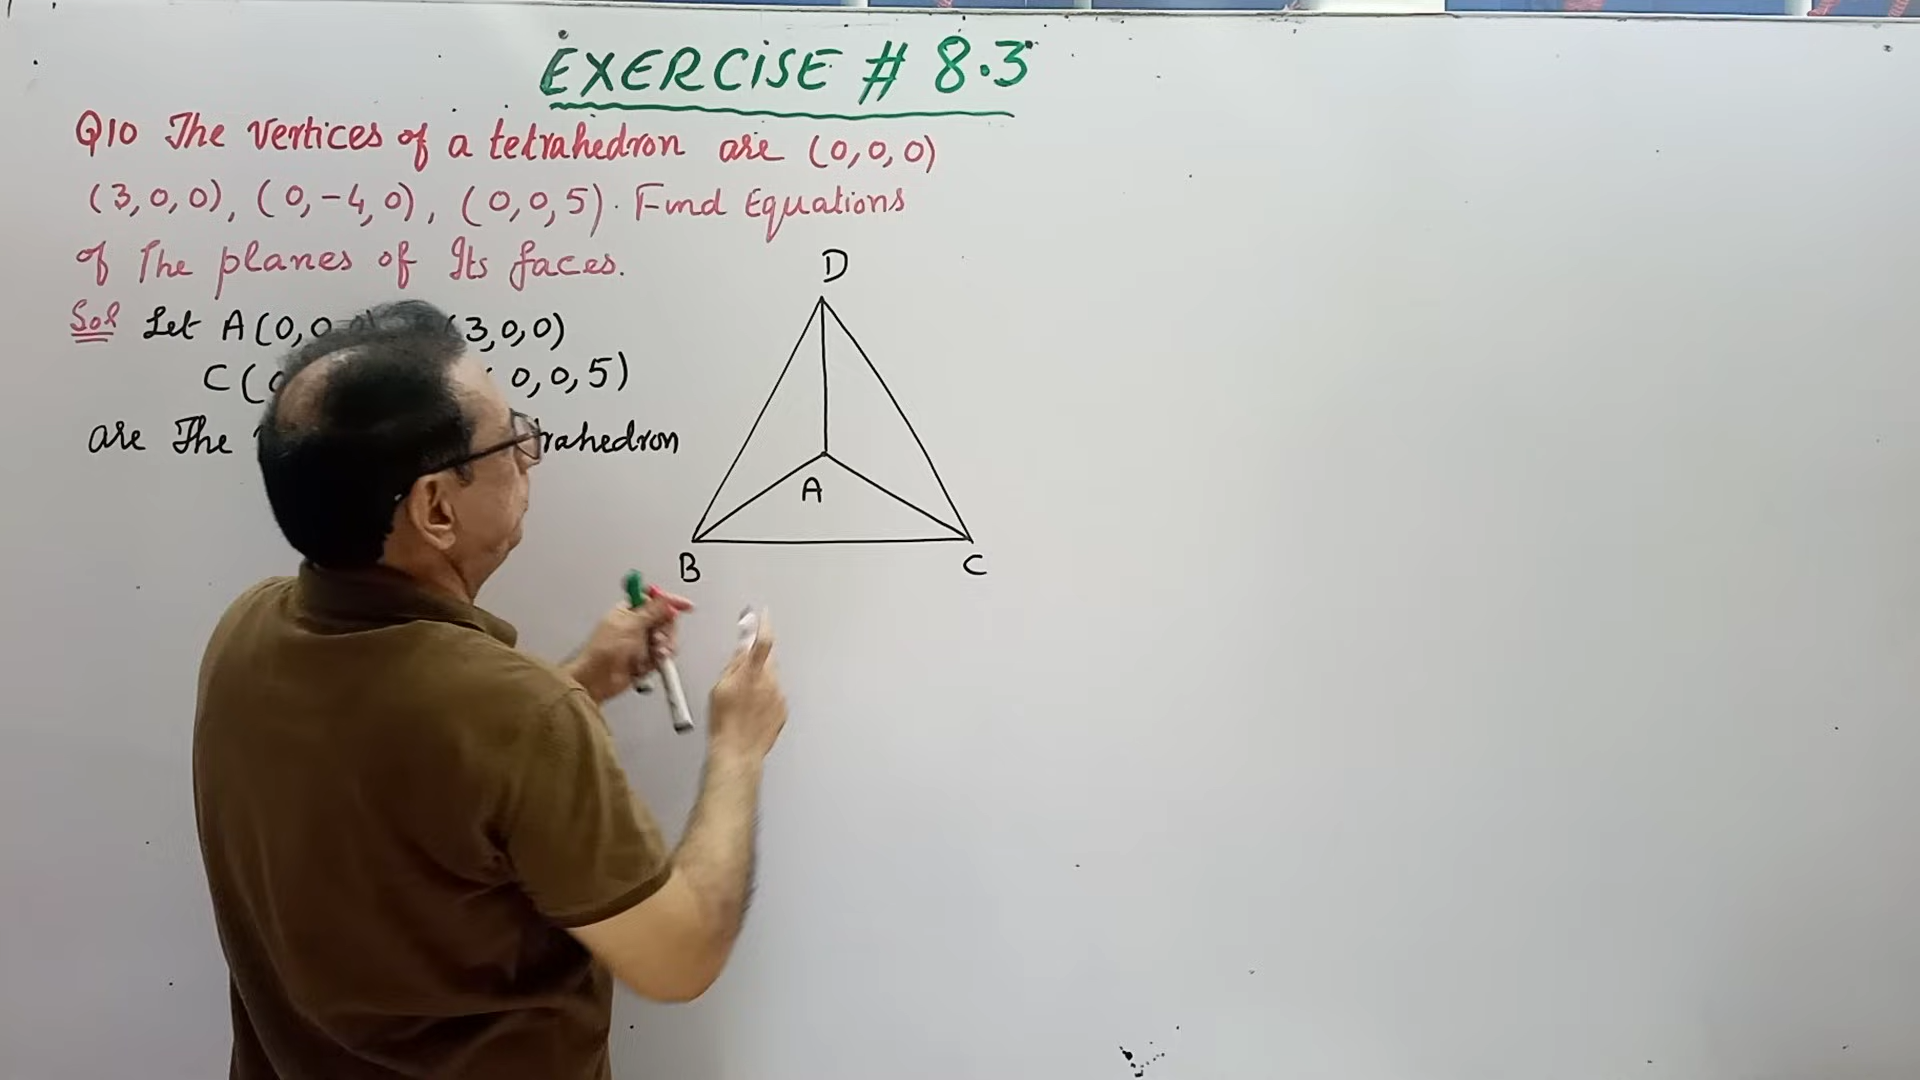 EXERCISE # 8.3
Q10 The vertices of a tetrahedron are (0,0,0)
(3,0,0), (0,-4,0), (0,0,5). Find Equations
of The planes of Its faces.
Sol Let A(0,0 (3,0,0)
C(0 0,0,5)
are The rahedron
D
A
B
C